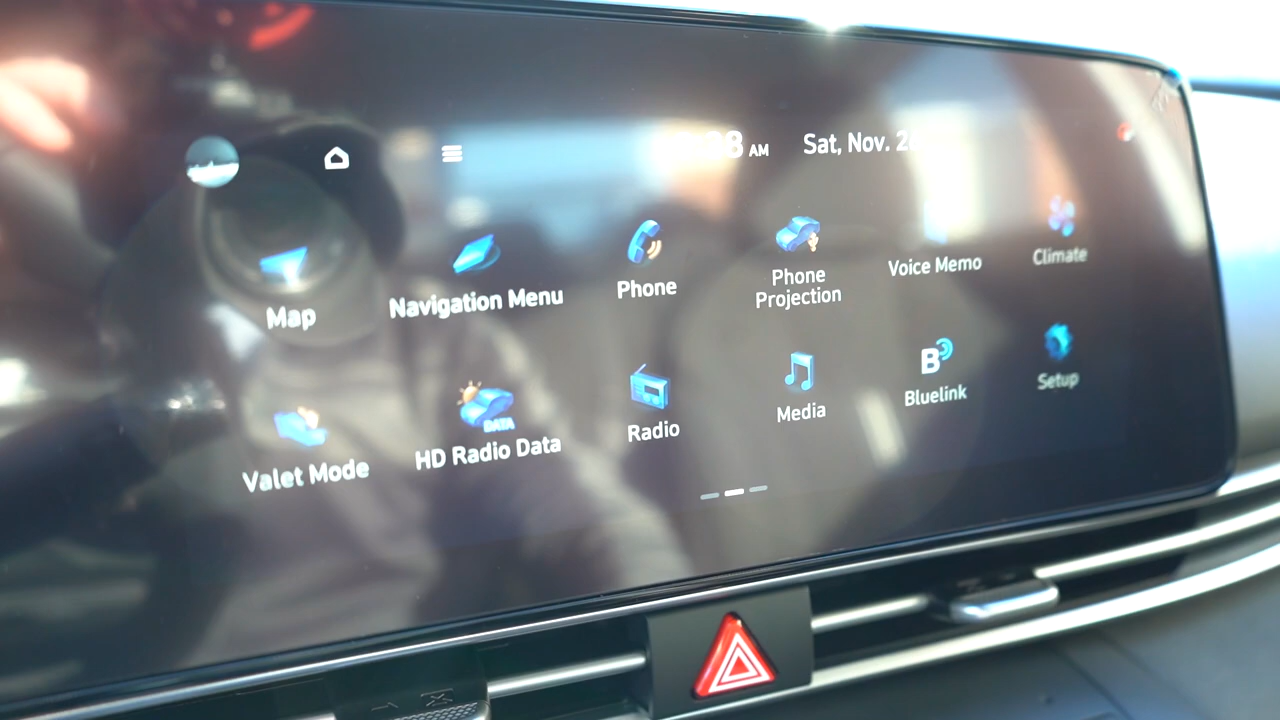 AM
Sat, Nov.
Map
Navigation Menu
Phone
Phone
Projection
Voice Memo
Climate
Valet Mode
DATA
HD Radio Data
Radio
Media
B
Bluelink
Setup